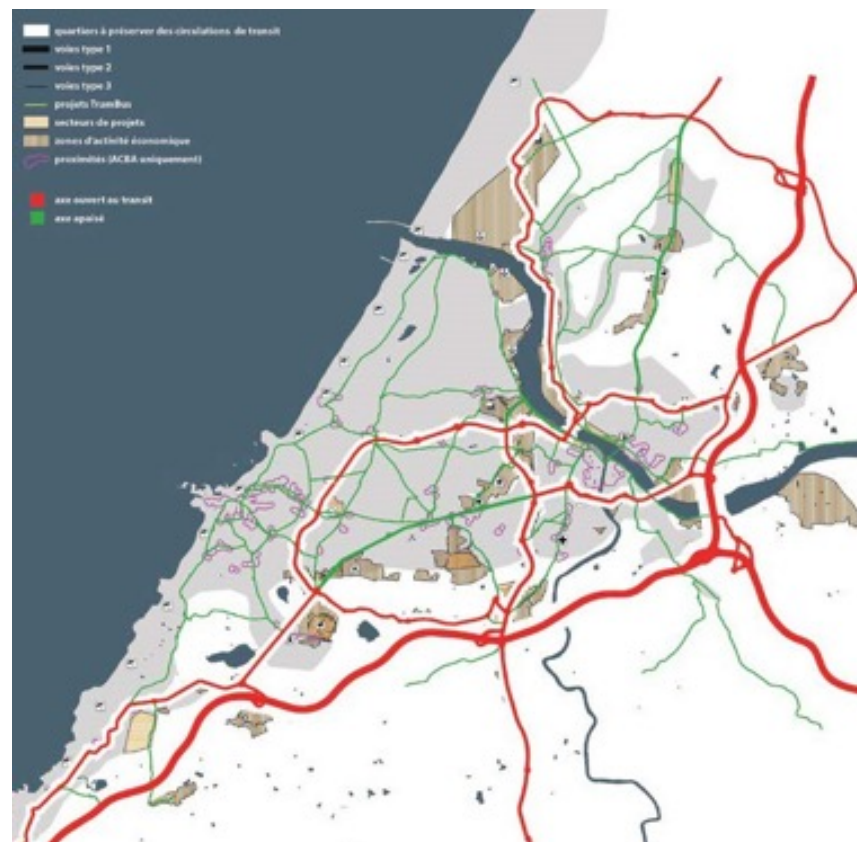 quartiers à préserver des circulations de transit
voies type 1
voies type 2
voies type 3
projets TramBus
secteurs de projets
zones d'activité économique
proximités (ACBA uniquement)
axe ouvert au transit
axe apaisé